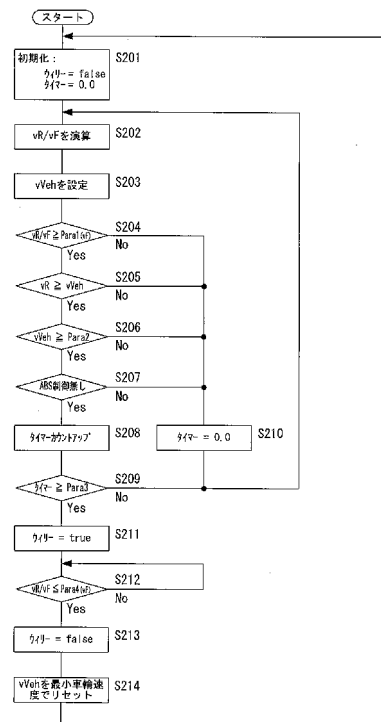 スタート
初期化： S201
ウィリー = false
タイマー = 0.0
vR/vFを演算 S202
vVehを設定 S203
vR/vF ≧ Para1(vF) S204
No
Yes
vR ≧ vVeh S205
No
Yes
vVeh ≧ Para2 S206
No
Yes
ABS制御無し S207
No
Yes
タイマーカウントアップ S208
タイマー = 0.0 S210
タイマー ≧ Para3 S209
No
Yes
ウィリー = true S211
vR/vF ≦ Para4(vF) S212
No
Yes
ウィリー = false S213
vVehを最小車輪速
度でリセット S214